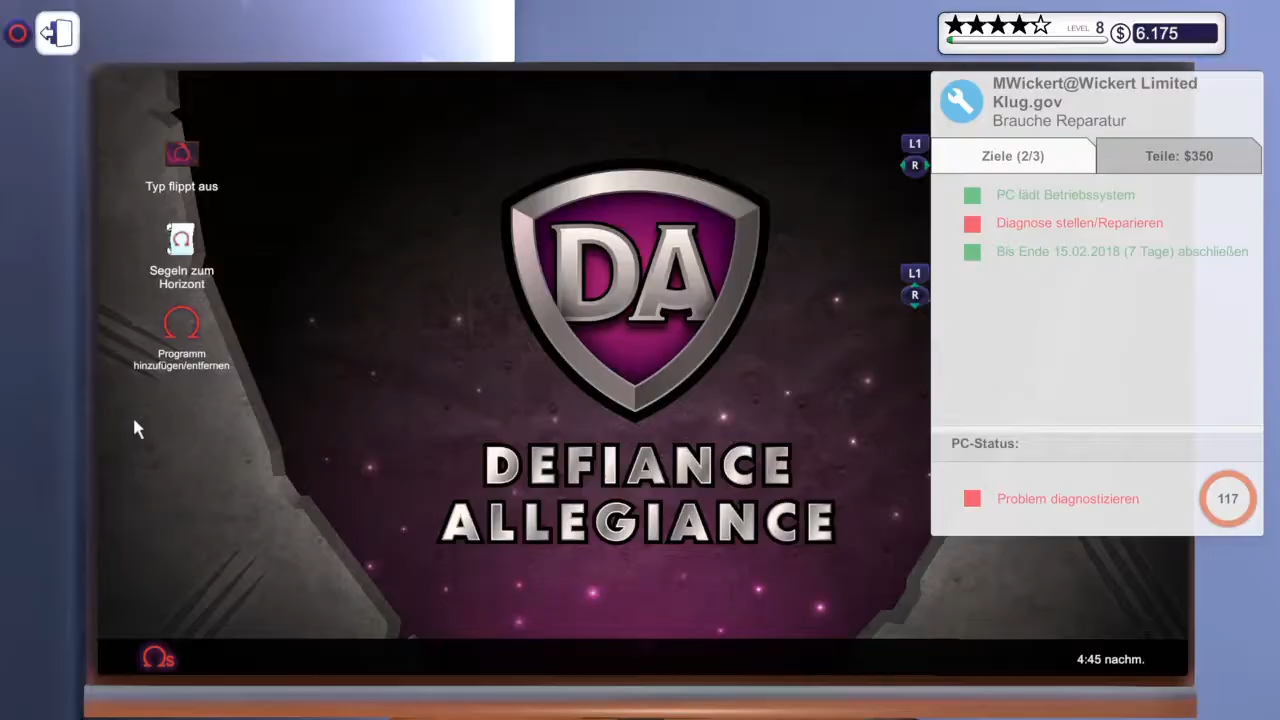 LEVEL 8
$ 6.175
MWickert@Wickert Limited
Klug.gov
Brauche Reparatur
L1
R
Ziele (2/3)
Teile: $350
PC lädt Betriebssystem
Diagnose stellen/Reparieren
Bis Ende 15.02.2018 (7 Tage) abschließen
L1
R
PC-Status:
Problem diagnostizieren
117
Typ flippt aus
Segeln zum
Horizont
Programm
hinzufügen/entfernen
DA
DEFIANCE
ALLEGIANCE
Ωs
4:45 nachm.